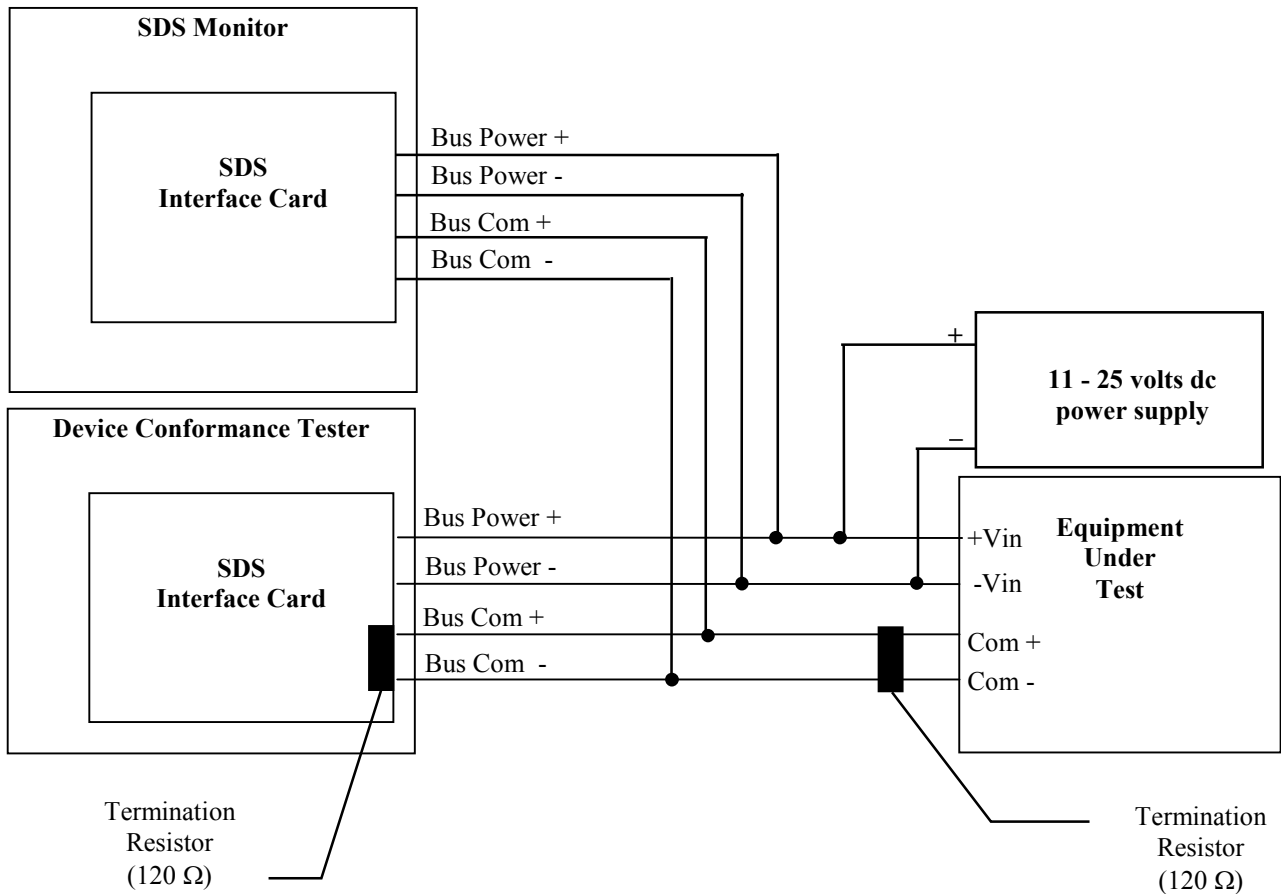 SDS Monitor
SDS
Interface Card
Bus Power +
Bus Power -
Bus Com +
Bus Com -
+
−
11 - 25 volts dc
power supply
Device Conformance Tester
SDS
Interface Card
Bus Power +
Bus Power -
Bus Com +
Bus Com -
+Vin
-Vin
Com +
Com -
Equipment
Under
Test
Termination
Resistor
(120 Ω)
Termination
Resistor
(120 Ω)